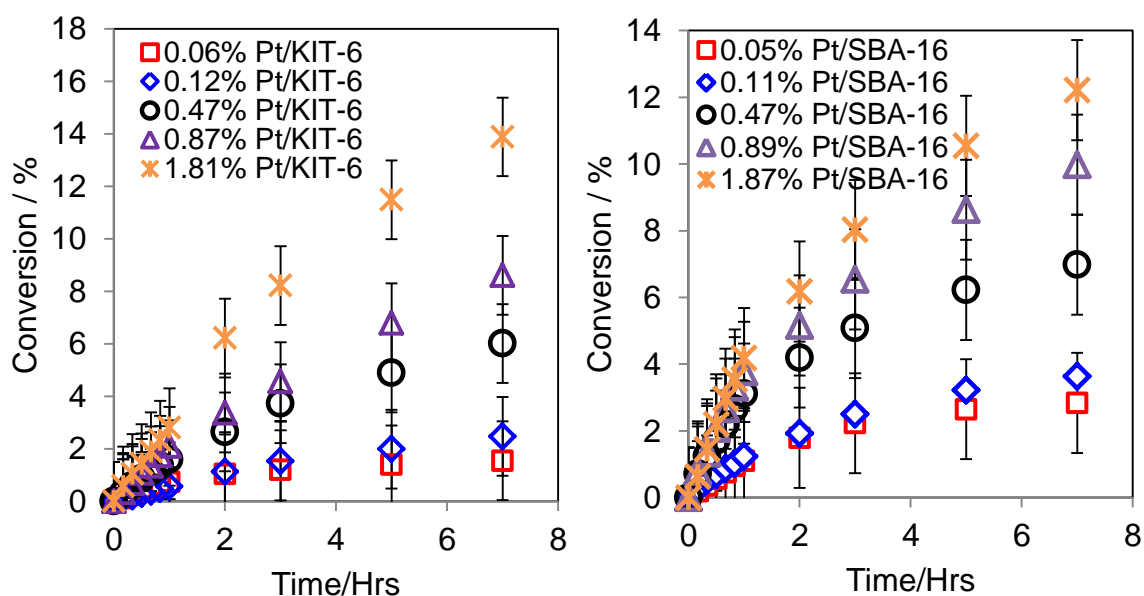 Conversion / %
18
16
14
12
10
8
6
4
2
0
0.06% Pt/KIT-6
0.12% Pt/KIT-6
0.47% Pt/KIT-6
0.87% Pt/KIT-6
1.81% Pt/KIT-6
0 2 4 6 8
Time/Hrs
Conversion / %
14
12
10
8
6
4
2
0
0.05% Pt/SBA-16
0.11% Pt/SBA-16
0.47% Pt/SBA-16
0.89% Pt/SBA-16
1.87% Pt/SBA-16
0 2 4 6 8
Time/Hrs